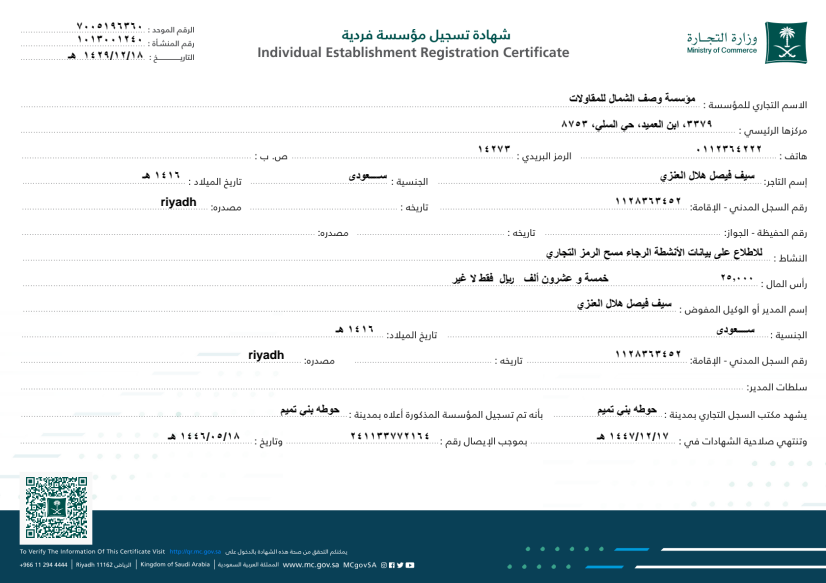 وزارة التجارة
Ministry of Commerce
شهادة تسجيل مؤسسة فردية
Individual Establishment Registration Certificate
الرقم الموحد : ٧٠٠٥١٩٦٣٦٠
رقم المنشأة : ١٠١٣٠٠١٢٤٠
التاريـــــــخ : ١٤٢٩/١٢/١٨ هـ
الاسم التجاري للمؤسسة : مؤسسة وصف الشمال للمقاولات
مركزها الرئيسي : ٣٣٧٩، ابن العميد، حي السلي، ٨٧٥٣
هاتف : ٠١١٢٣٦٤٢٢٢ الرمز البريدي : ١٤٢٧٣ ص. ب :
إسم التاجر: سيف فيصل هلال العنزي الجنسية : ســـعودى تاريخ الميلاد : ١٤١٦ هـ
رقم السجل المدني - الإقامة: ١١٢٨٣٦٣٤٥٢ تاريخه : مصدره: riyadh
رقم الحفيظة - الجواز: تاريخه : مصدره:
النشاط : للاطلاع على بيانات الأنشطة الرجاء مسح الرمز التجاري
رأس المال : ٢٥,٠٠٠ خمسة و عشرون ألف ريال فقط لا غير
إسم المدير أو الوكيل المفوض : سيف فيصل هلال العنزي
الجنسية : ســـعودى تاريخ الميلاد: ١٤١٦ هـ
رقم السجل المدني - الإقامة: ١١٢٨٣٦٣٤٥٢ تاريخه : مصدره: riyadh
سلطات المدير:
يشهد مكتب السجل التجاري بمدينة : حوطه بنى تميم بأنه تم تسجيل المؤسسة المذكورة أعلاه بمدينة : حوطه بنى تميم
وتنتهي صلاحية الشهادات في : ١٤٤٧/١٢/١٧ هـ بموجب الإيصال رقم : ٢٤١١٣٣٧٧٢١٦٤ وتاريخ : ١٤٤٦/٠٥/١٨ هـ
To Verify The Information Of This Certificate Visit http://qr.mc.gov.sa يمكنكم التحقق من صحة هذه الشهادة بالدخول على
+966 11 294 4444 | Riyadh 11162 الرياض | Kingdom of Saudi Arabia | المملكة العربية السعودية www.mc.gov.sa MCgovSA